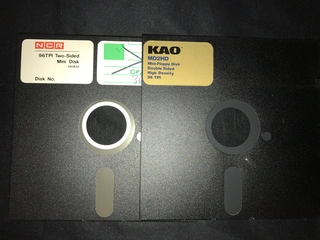 NCR
96TPI Two-Sided
Mini Disk
Disk No.
KAO
MD2HD
Mini-Floppy Disk
Double Sided
High Density
96 TPI